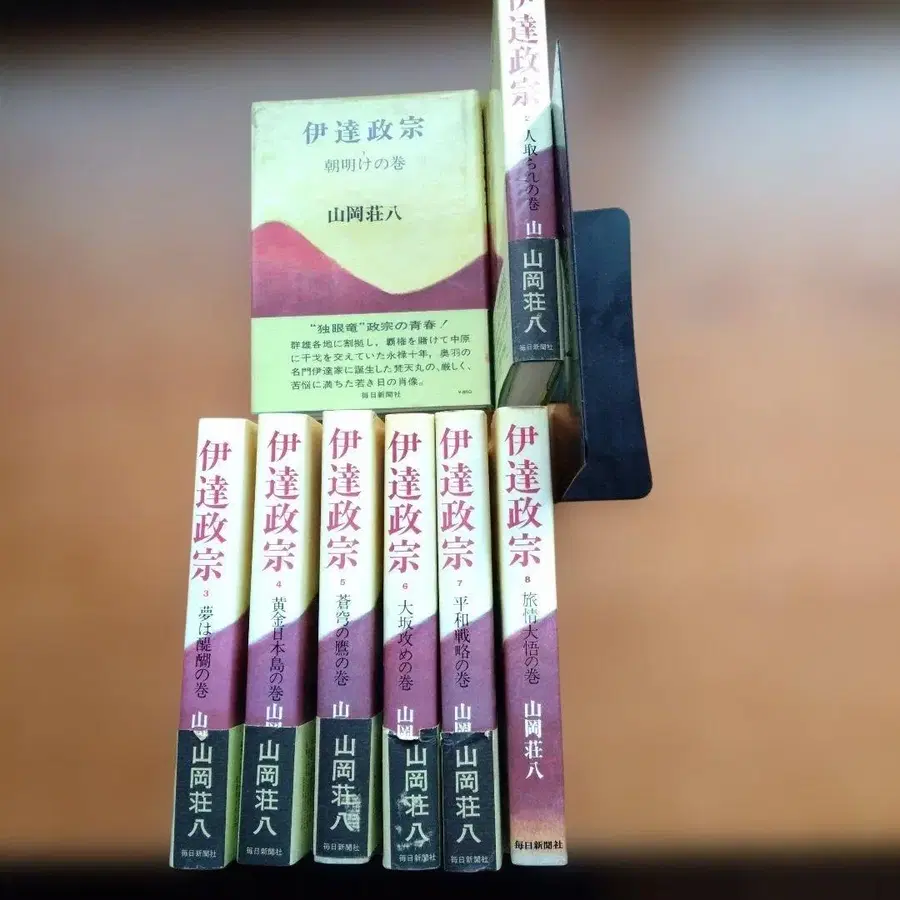 伊達政宗
1
朝明けの巻
山岡荘八
“独眼竜”政宗の青春！
群雄各地に割拠し，覇権を賭けて中原
に干戈を交えていた永禄十年，奥羽の
名門伊達家に誕生した梵天丸の、厳しく、
苦悩に満ちた若き日の肖像。
毎日新聞社
伊達政宗
2
人取られの巻
山
山岡荘八
毎日新聞社
伊達政宗
3
夢は醍醐の巻
山岡
山岡荘八
毎日新聞社
伊達政宗
4
黄金日本島の巻
山岡
山岡荘八
毎日新聞社
伊達政宗
5
蒼穹の鷹の巻
山
山岡荘八
毎日新聞社
伊達政宗
6
大坂攻めの巻
山岡
山岡荘八
毎日新聞社
伊達政宗
7
平和戦略の巻
山岡
山岡荘八
毎日新聞社
伊達政宗
8
旅情大悟の巻
山岡荘八
毎日新聞社